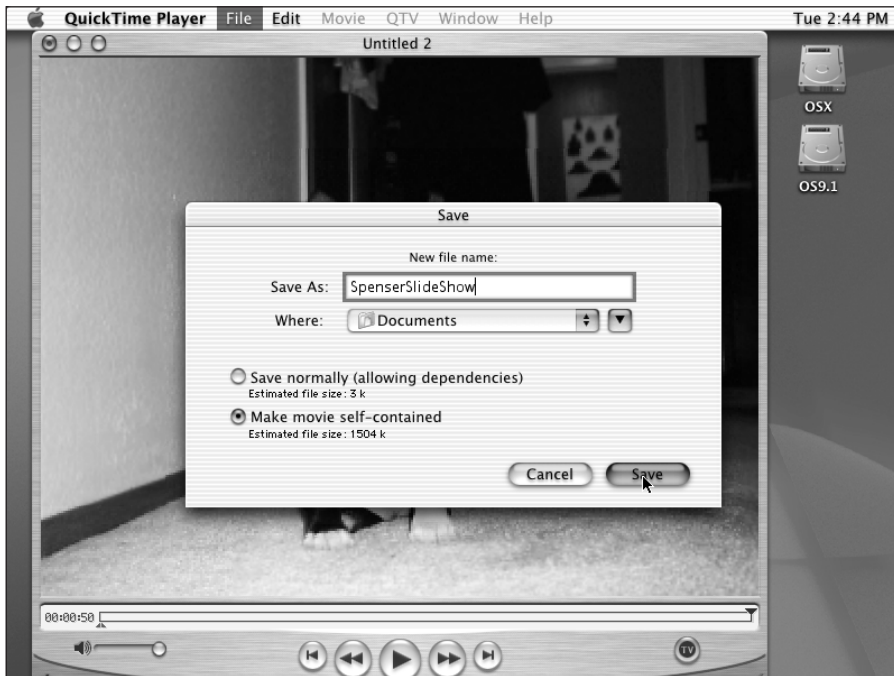 QuickTime Player File Edit Movie QTV Window Help Tue 2:44 PM
Untitled 2
OSX
OS9.1
Save
New file name:
Save As: SpenserSlideShow
Where: Documents
Save normally (allowing dependencies)
Estimated file size: 3 k
Make movie self-contained
Estimated file size: 1504 k
Cancel Save
00:00:50
TV